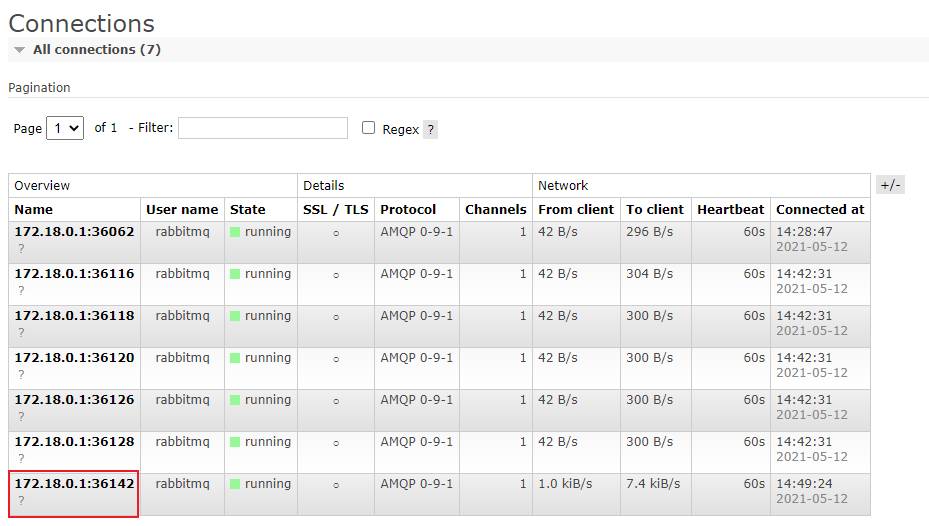 Connections
All connections (7)
Pagination
Page 1 of 1 - Filter: Regex ?
Overview Details Network +/-
Name User name State SSL / TLS Protocol Channels From client To client Heartbeat Connected at
172.18.0.1:36062 rabbitmq running ○ AMQP 0-9-1 1 42 B/s 296 B/s 60s 14:28:47
? 2021-05-12
172.18.0.1:36116 rabbitmq running ○ AMQP 0-9-1 1 42 B/s 304 B/s 60s 14:42:31
? 2021-05-12
172.18.0.1:36118 rabbitmq running ○ AMQP 0-9-1 1 42 B/s 300 B/s 60s 14:42:31
? 2021-05-12
172.18.0.1:36120 rabbitmq running ○ AMQP 0-9-1 1 42 B/s 300 B/s 60s 14:42:31
? 2021-05-12
172.18.0.1:36126 rabbitmq running ○ AMQP 0-9-1 1 42 B/s 300 B/s 60s 14:42:31
? 2021-05-12
172.18.0.1:36128 rabbitmq running ○ AMQP 0-9-1 1 42 B/s 300 B/s 60s 14:42:31
? 2021-05-12
172.18.0.1:36142 rabbitmq running ○ AMQP 0-9-1 1 1.0 kiB/s 7.4 kiB/s 60s 14:49:24
? 2021-05-12